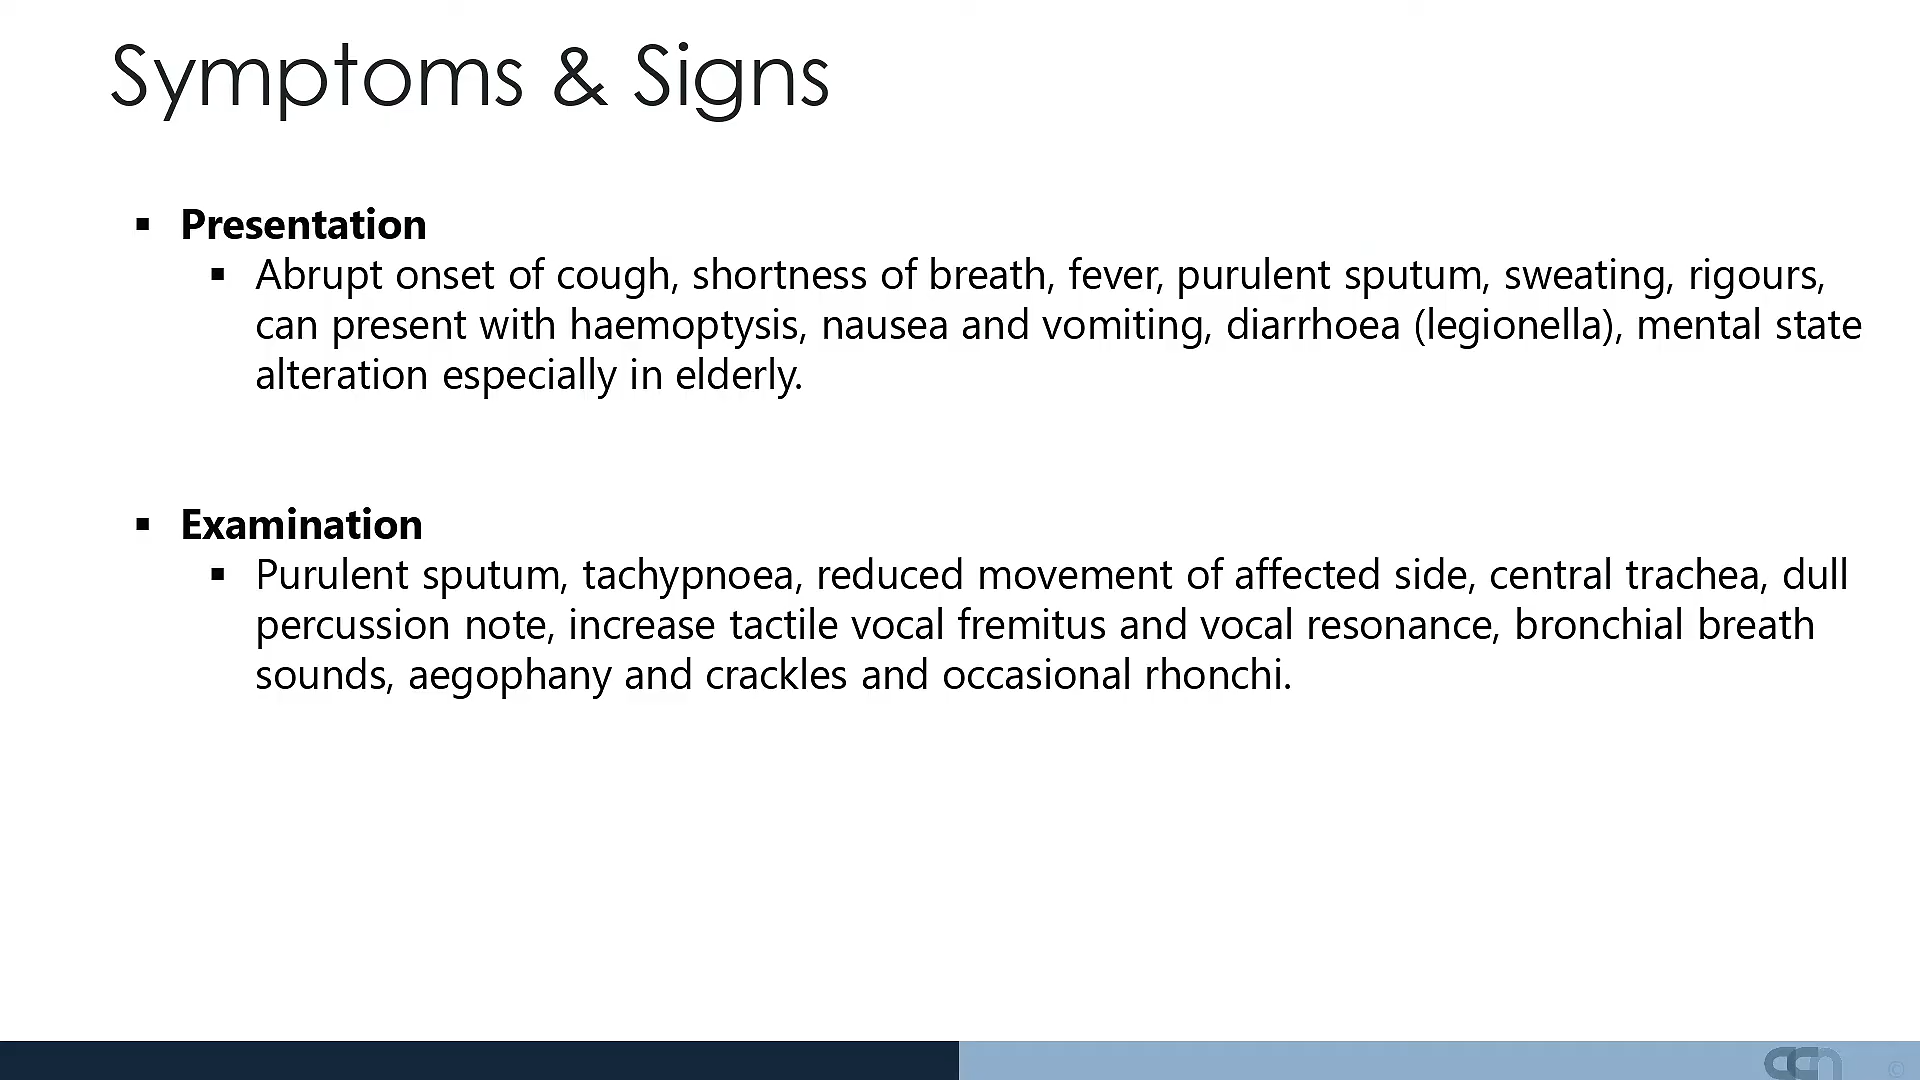 Symptoms & Signs
▪ Presentation
▪ Abrupt onset of cough, shortness of breath, fever, purulent sputum, sweating, rigours,
can present with haemoptysis, nausea and vomiting, diarrhoea (legionella), mental state
alteration especially in elderly.
▪ Examination
▪ Purulent sputum, tachypnoea, reduced movement of affected side, central trachea, dull
percussion note, increase tactile vocal fremitus and vocal resonance, bronchial breath
sounds, aegophany and crackles and occasional rhonchi.